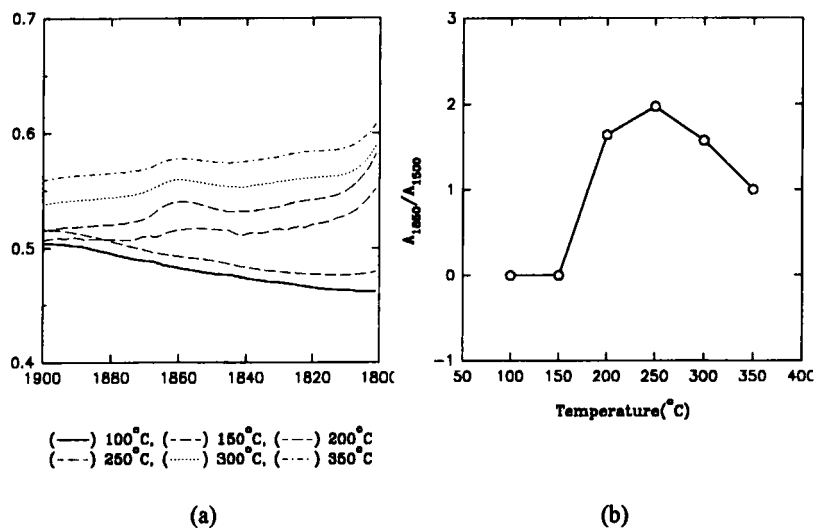 0.7
0.6
0.5
0.4
1900 1880 1860 1840 1820 180
(—) 100°C, (---) 150°C, (---) 200°C
(---) 250°C, (······) 300°C, (-·-·-) 350°C
(a)
3
2
1
0
-1
A1850/A1500
50 100 150 200 250 300 350 400
Temperature(°C)
(b)